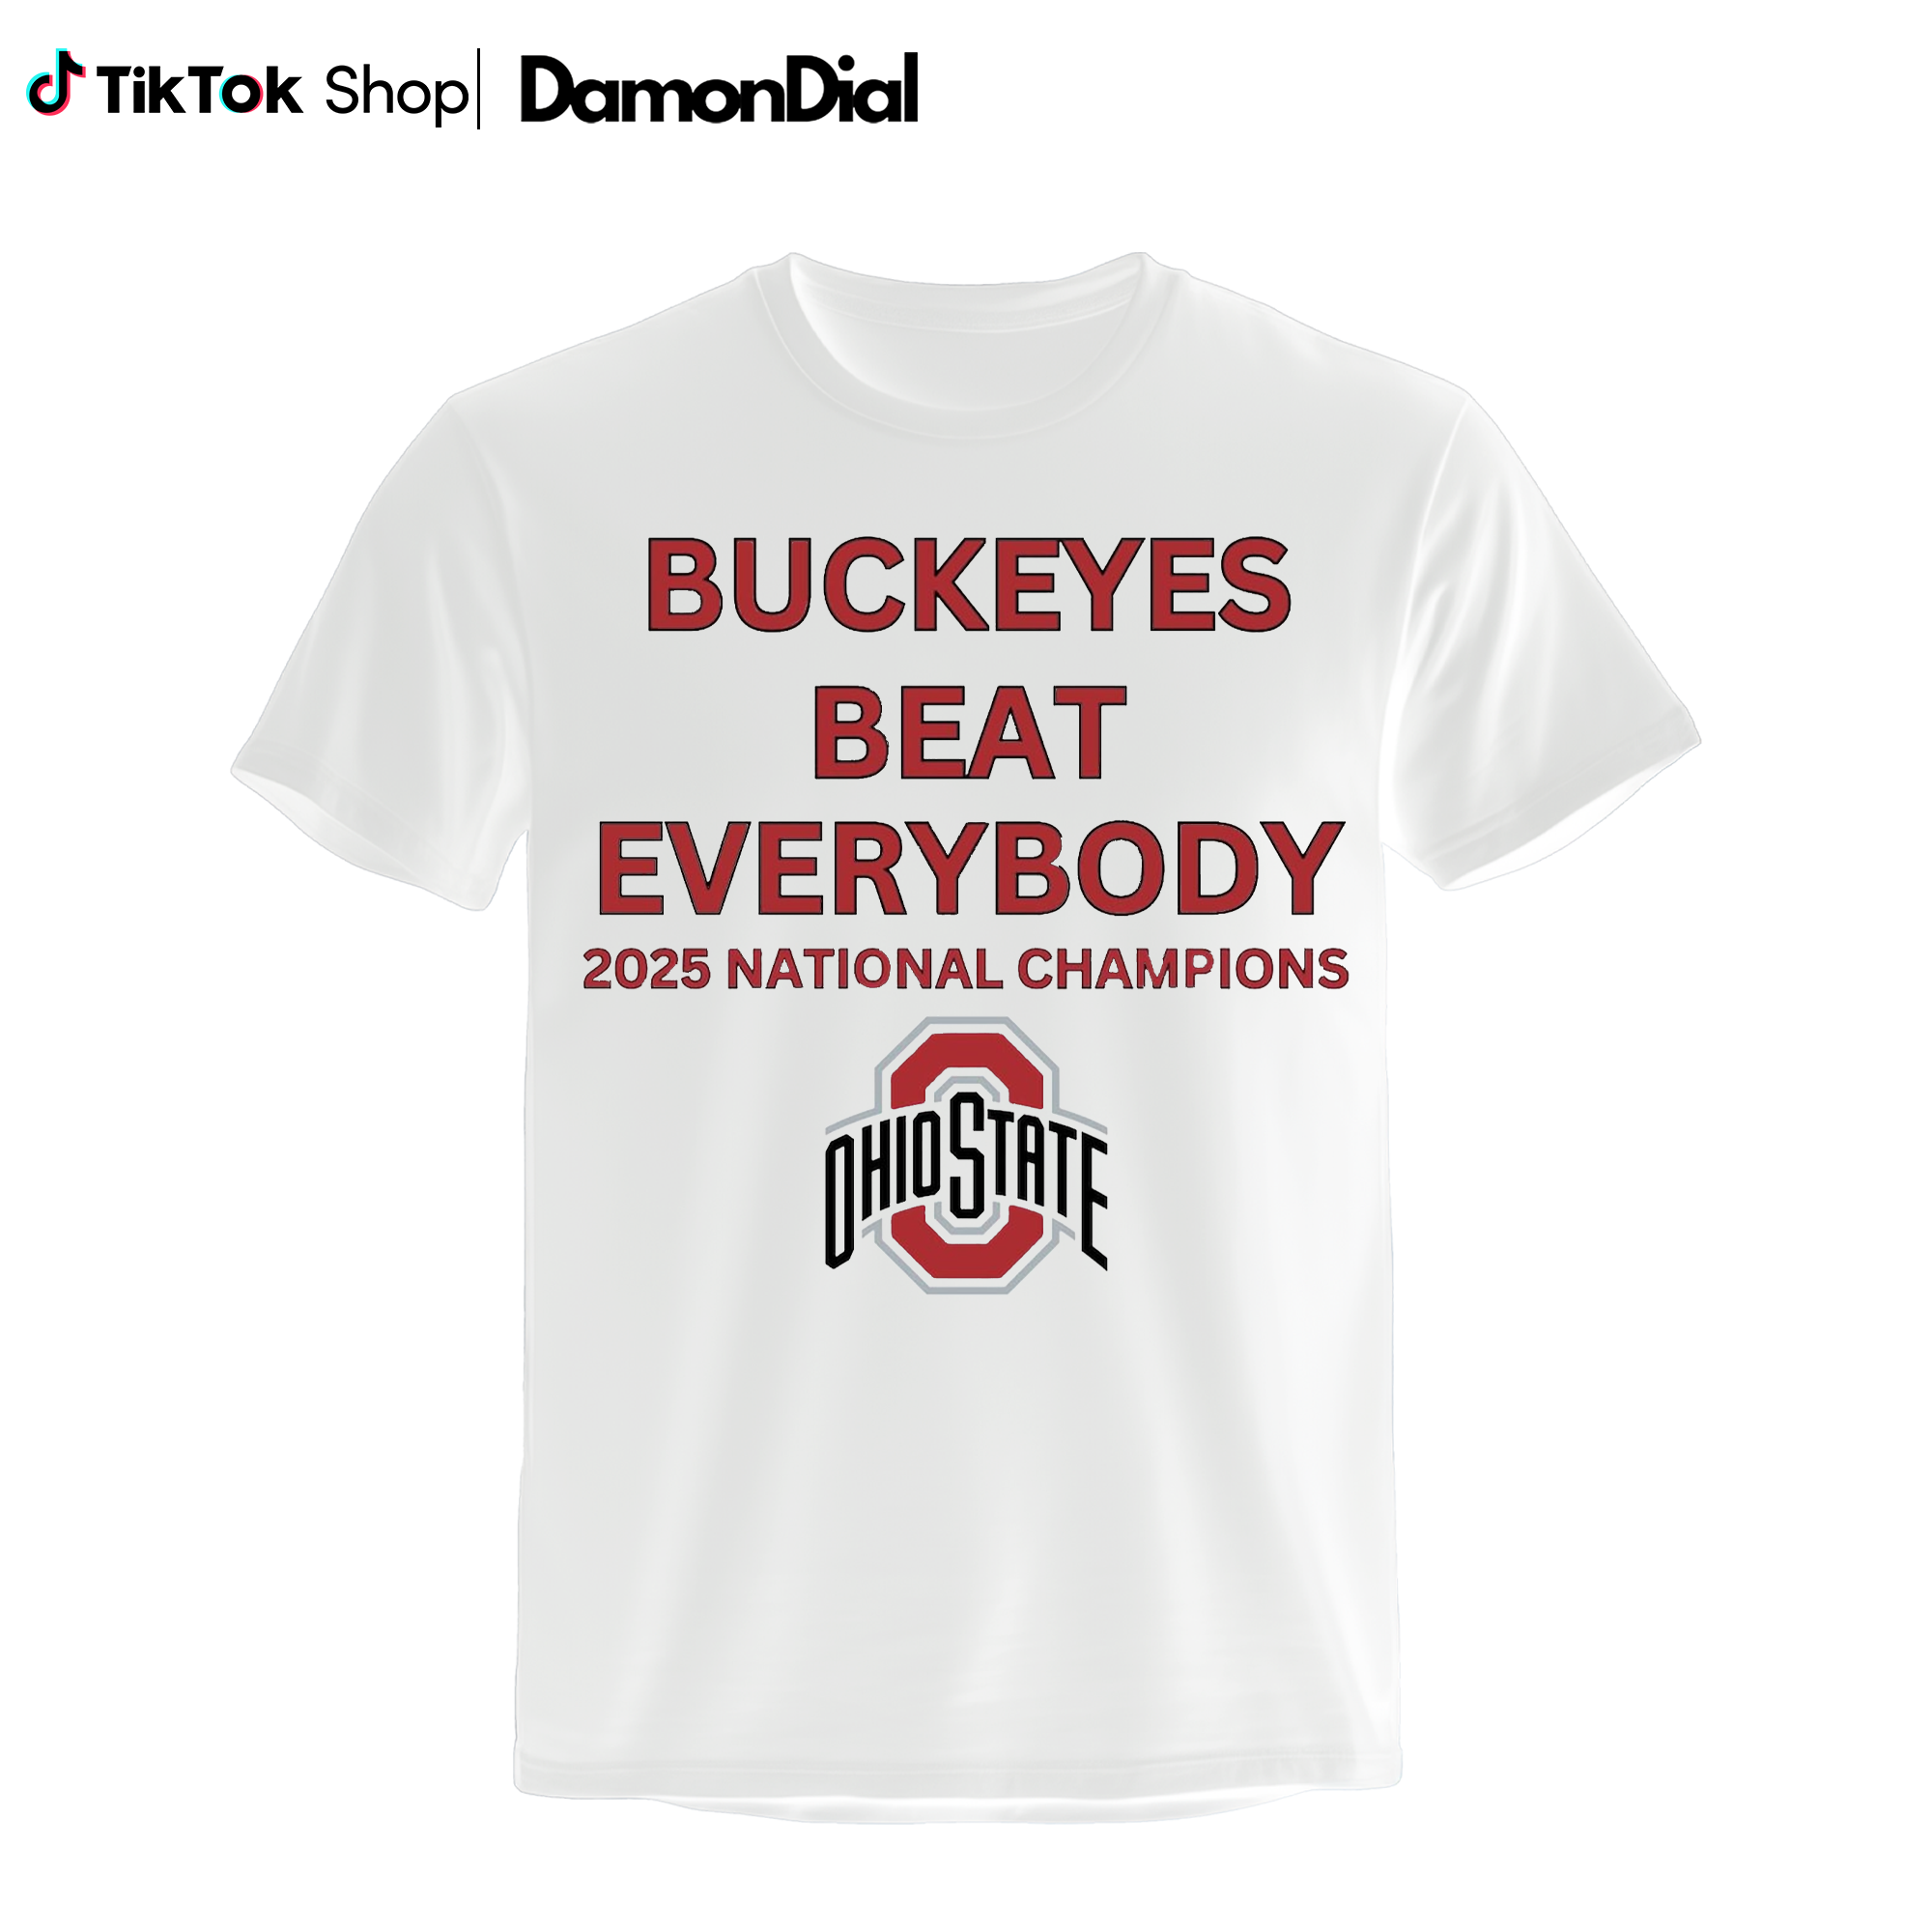 TikTok Shop | DamonDial
BUCKEYES
BEAT
EVERYBODY
2025 NATIONAL CHAMPIONS
OHIO STATE